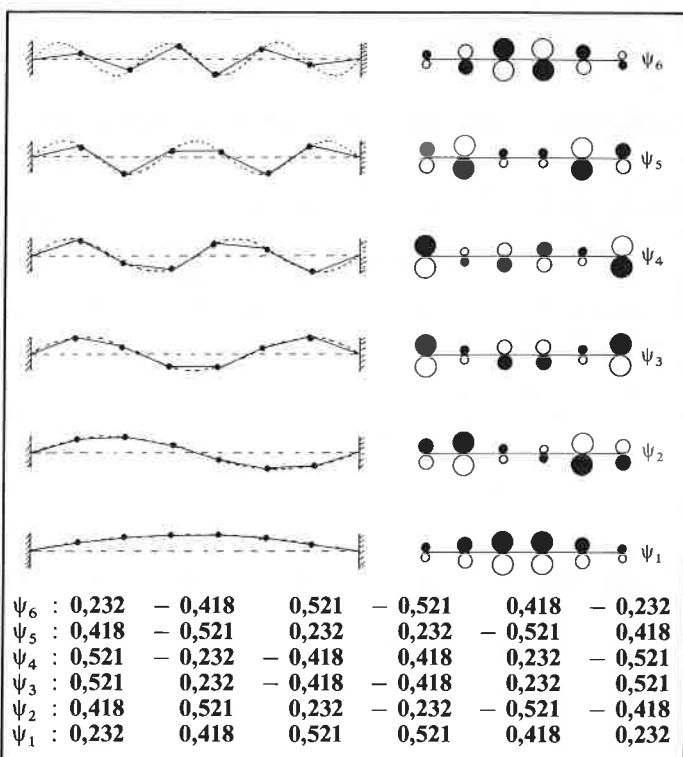 ψ₆
ψ₅
ψ₄
ψ₃
ψ₂
ψ₁
ψ₆ : 0,232 − 0,418 0,521 − 0,521 0,418 − 0,232
ψ₅ : 0,418 − 0,521 0,232 0,232 − 0,521 0,418
ψ₄ : 0,521 − 0,232 − 0,418 0,418 0,232 − 0,521
ψ₃ : 0,521 0,232 − 0,418 − 0,418 0,232 0,521
ψ₂ : 0,418 0,521 0,232 − 0,232 − 0,521 − 0,418
ψ₁ : 0,232 0,418 0,521 0,521 0,418 0,232